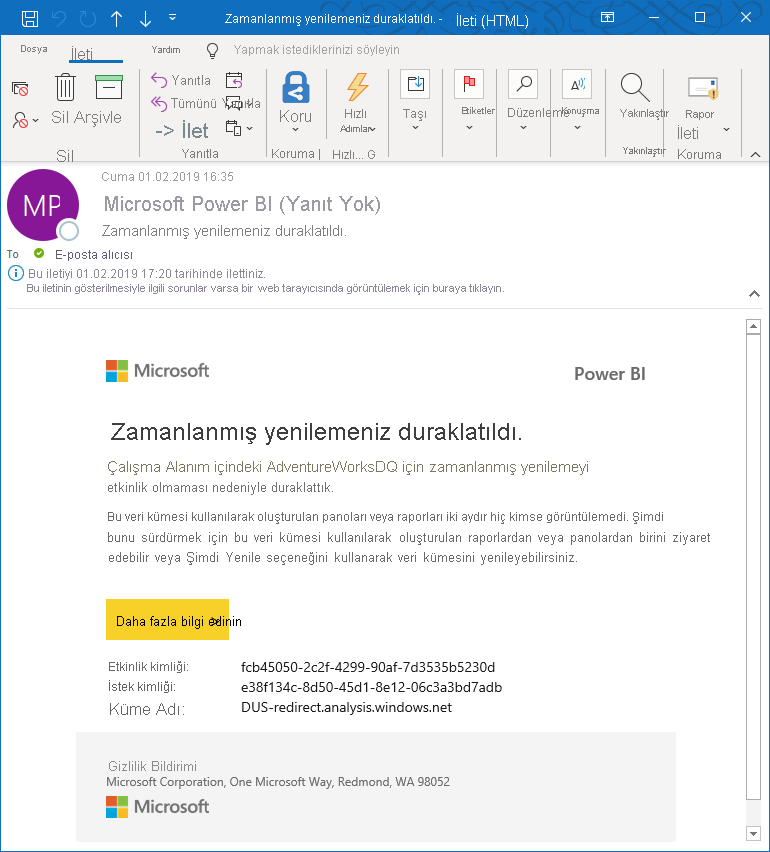 Zamanlanmış yenilemeniz duraklatıldı. - İleti (HTML)
Dosya İleti Yardım Yapmak istediklerinizi söyleyin
Sil Arşivle
Sil
Yanıtla
Tümünü Yanıtla
-> İlet
Yanıtla
Koru
Koruma
Hızlı
Adımlar
Hızlı... G
Taşı
Etiketler
Düzenleme
Konuşma
Yakınlaştır
Yakınlaştır
Rapor
İleti
Koruma
MP
Cuma 01.02.2019 16:35
Microsoft Power BI (Yanıt Yok)
Zamanlanmış yenilemeniz duraklatıldı.
To E-posta alıcısı
Bu iletiyi 01.02.2019 17:20 tarihinde ilettiniz.
Bu iletinin gösterilmesiyle ilgili sorunlar varsa bir web tarayıcısında görüntülemek için buraya tıklayın.
Microsoft Power BI
Zamanlanmış yenilemeniz duraklatıldı.
Çalışma Alanım içindeki AdventureWorksDQ için zamanlanmış yenilemeyi
etkinlik olmaması nedeniyle duraklattık.
Bu veri kümesi kullanılarak oluşturulan panoları veya raporları iki aydır hiç kimse görüntülemedi. Şimdi
bunu sürdürmek için bu veri kümesi kullanılarak oluşturulan raporlardan veya panolardan birini ziyaret
edebilir veya Şimdi Yenile seçeneğini kullanarak veri kümesini yenileyebilirsiniz.
Daha fazla bilgi edinin >
Etkinlik kimliği: fcb45050-2c2f-4299-90af-7d3535b5230d
İstek kimliği: e38f134c-8d50-45d1-8e12-06c3a3bd7adb
Küme Adı: DUS-redirect.analysis.windows.net
Gizlilik Bildirimi
Microsoft Corporation, One Microsoft Way, Redmond, WA 98052
Microsoft